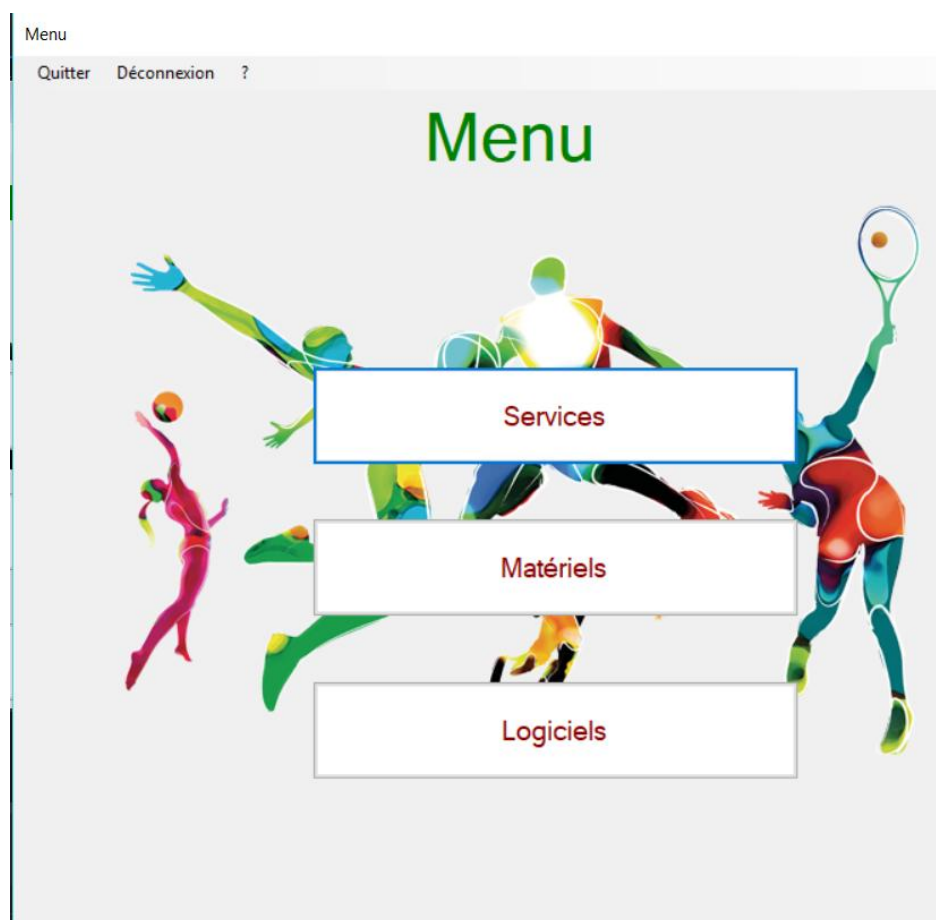 Menu
Quitter Déconnexion ?
Menu
Services
Matériels
Logiciels